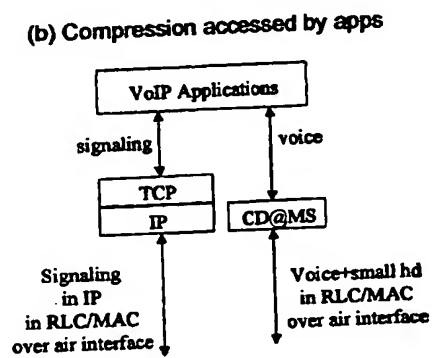 (b) Compression accessed by apps
VoIP Applications
signaling
voice
TCP
IP
CD@MS
Signaling
in IP
in RLC/MAC
over air interface
Voice+small hd
in RLC/MAC
over air interface